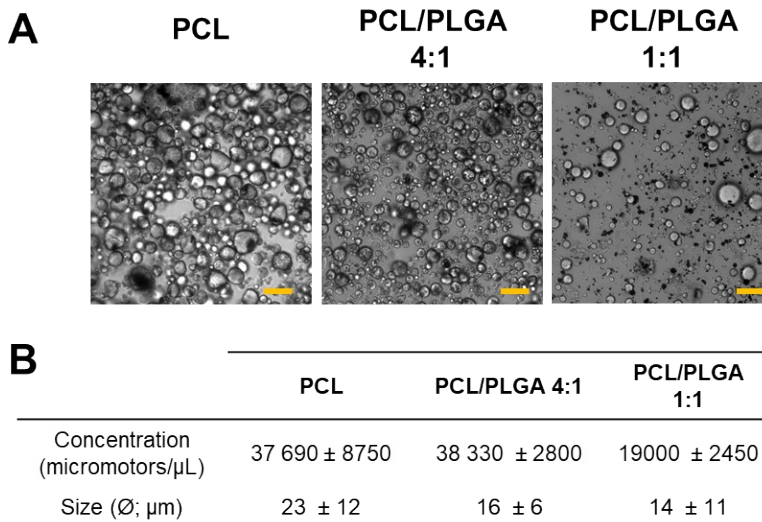 A
PCL
PCL/PLGA
4:1
PCL/PLGA
1:1
B
PCL
PCL/PLGA 4:1
PCL/PLGA
1:1
Concentration
(micromotors/µL)
37 690 ± 8750
38 330 ± 2800
19000 ± 2450
Size (Ø; µm)
23 ± 12
16 ± 6
14 ± 11